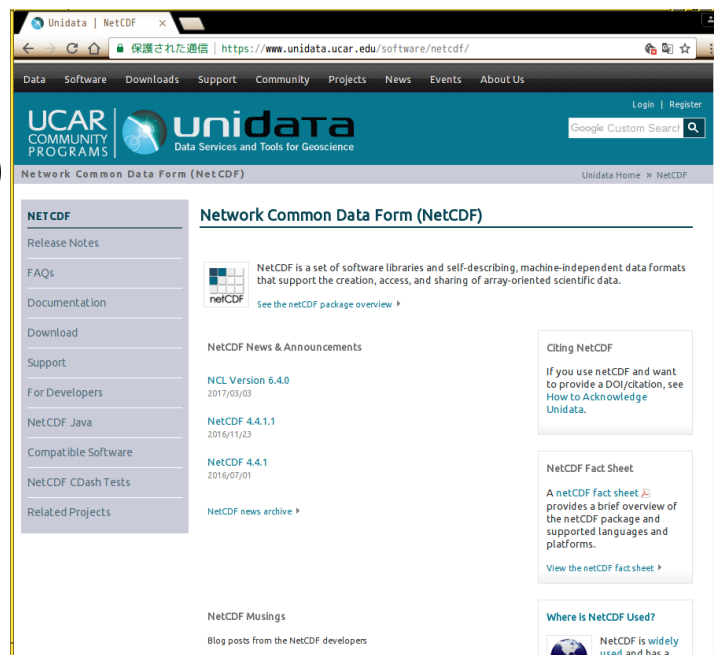 Unidata | NetCDF ×
保護された通信 | https://www.unidata.ucar.edu/software/netcdf/
Data Software Downloads Support Community Projects News Events About Us
Login | Register
UCAR
COMMUNITY
PROGRAMS
unidata
Data Services and Tools for Geoscience
Google Custom Search
Network Common Data Form (NetCDF)
Unidata Home » NetCDF
NETCDF
Release Notes
FAQs
Documentation
Download
Support
For Developers
NetCDF Java
Compatible Software
NetCDF CDash Tests
Related Projects
Network Common Data Form (NetCDF)
netCDF
NetCDF is a set of software libraries and self-describing, machine-independent data formats
that support the creation, access, and sharing of array-oriented scientific data.
See the netCDF package overview
NetCDF News & Announcements
NCL Version 6.4.0
2017/03/03
NetCDF 4.4.1.1
2016/11/23
NetCDF 4.4.1
2016/07/01
NetCDF news archive
Citing NetCDF
If you use netCDF and want
to provide a DOI/citation, see
How to Acknowledge
Unidata.
NetCDF Fact Sheet
A netCDF fact sheet
provides a brief overview of
the netCDF package and
supported languages and
platforms.
View the netCDF fact sheet
NetCDF Musings
Blog posts from the NetCDF developers
Where is NetCDF Used?
NetCDF is widely
used and has a